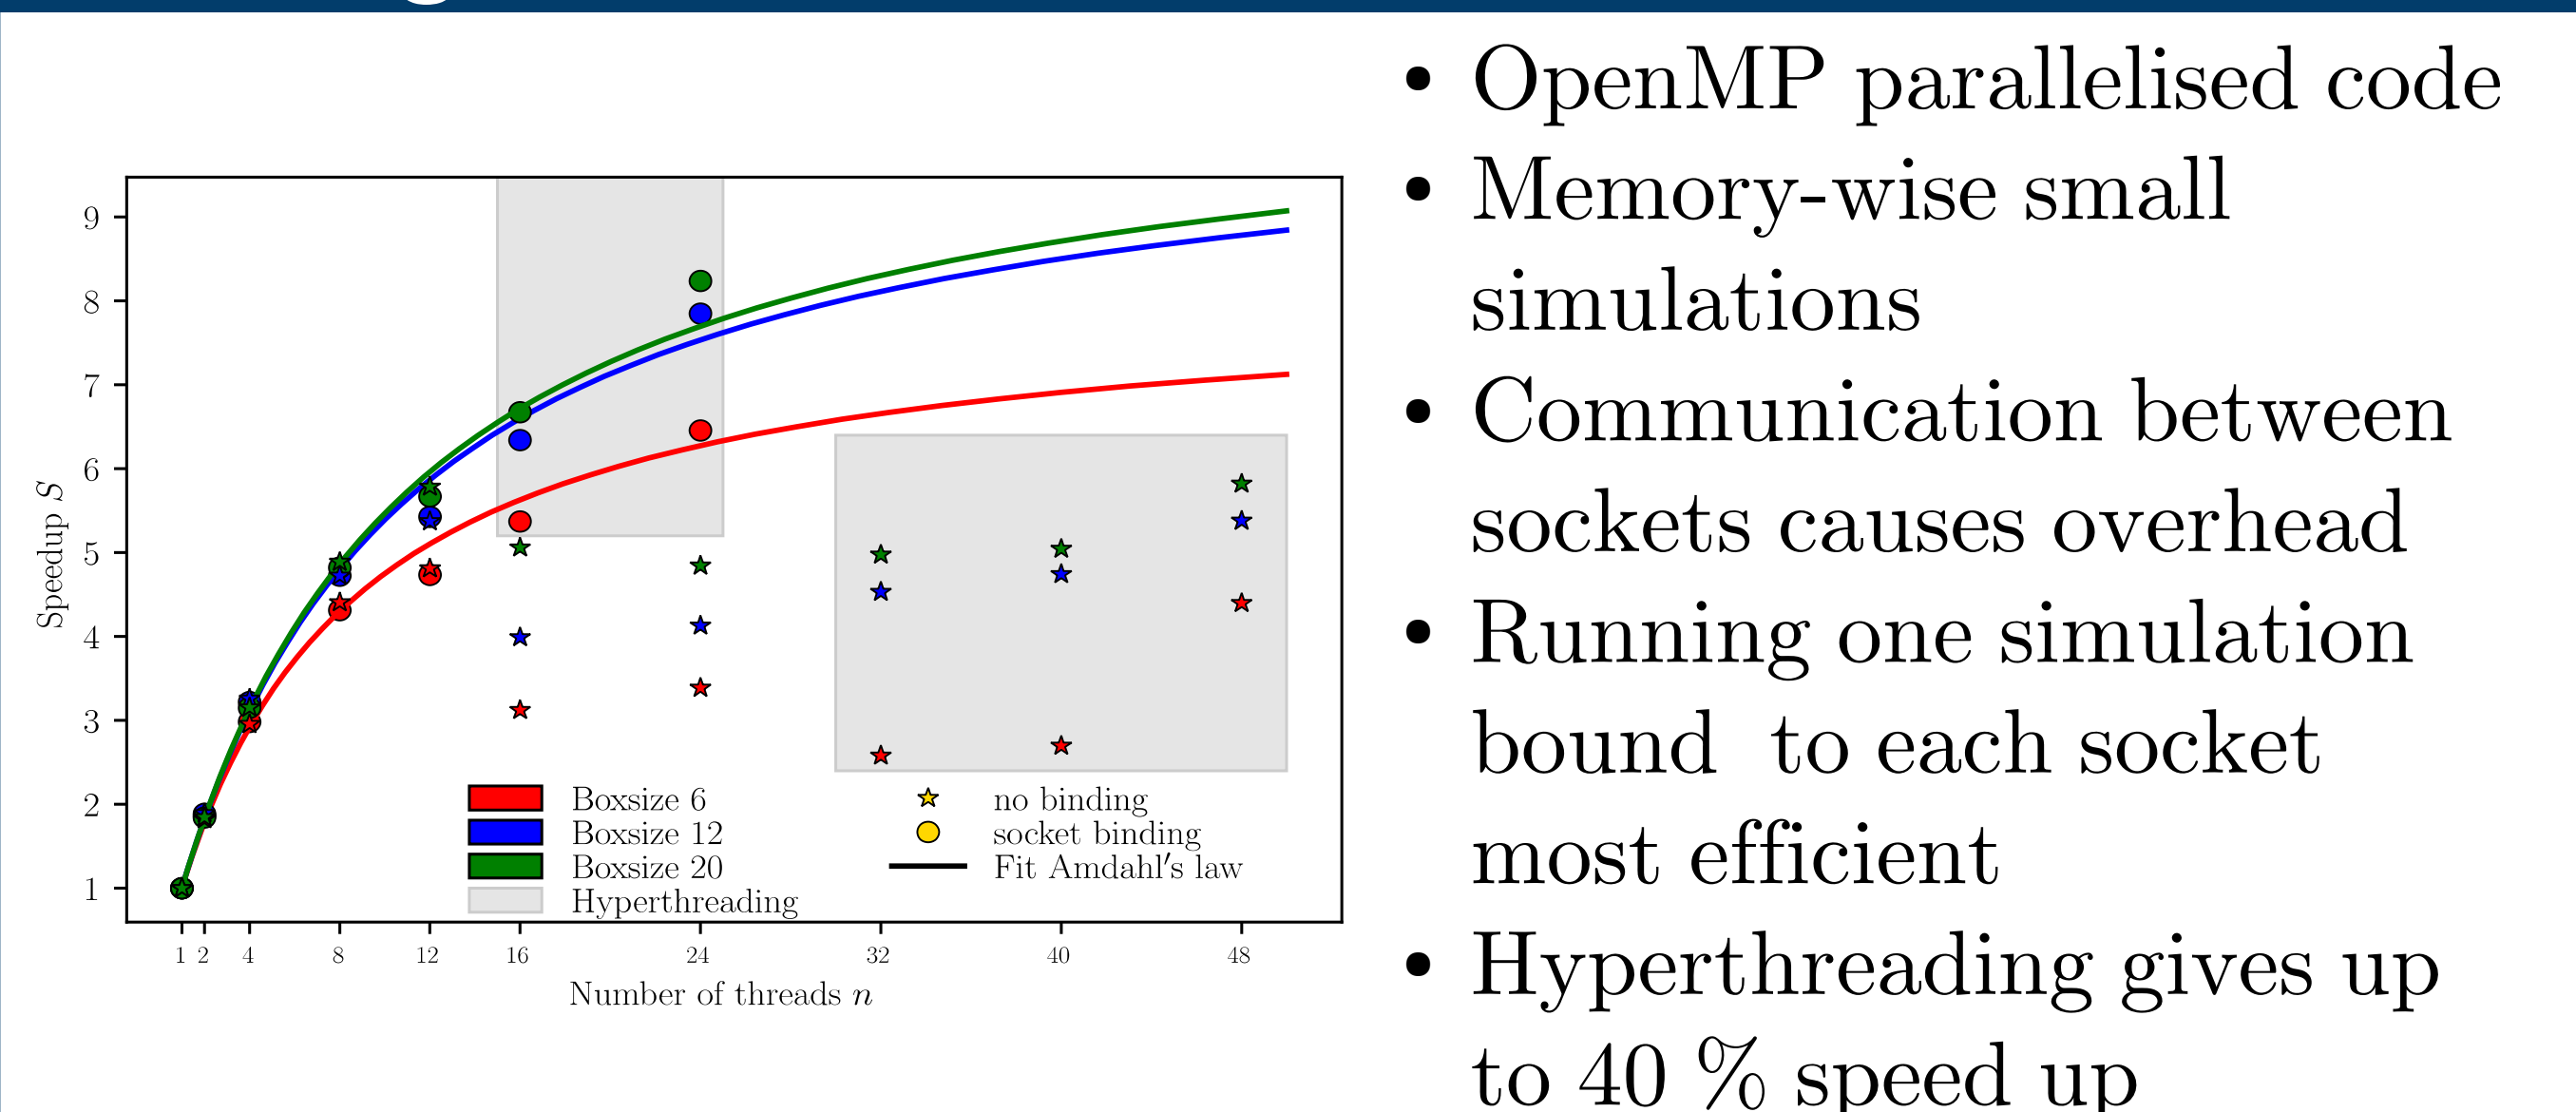 9
8
7
6
5
4
3
2
1
Speedup S
1 2 4 8 12 16 24 32 40 48
Number of threads n
Boxsize 6
Boxsize 12
Boxsize 20
Hyperthreading
no binding
socket binding
Fit Amdahl's law
• OpenMP parallelised code
• Memory-wise small
simulations
• Communication between
sockets causes overhead
• Running one simulation
bound to each socket
most efficient
• Hyperthreading gives up
to 40 % speed up